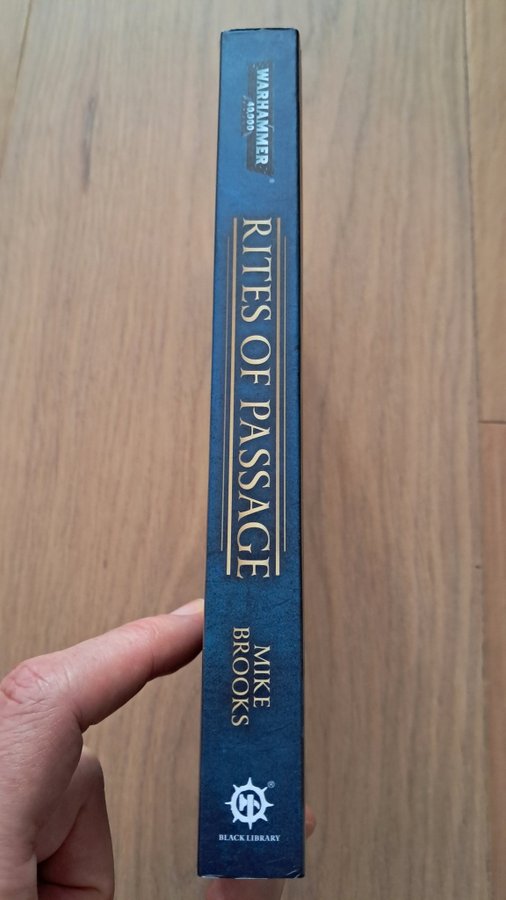 WARHAMMER
40,000
RITES OF PASSAGE
MIKE
BROOKS
BLACK LIBRARY